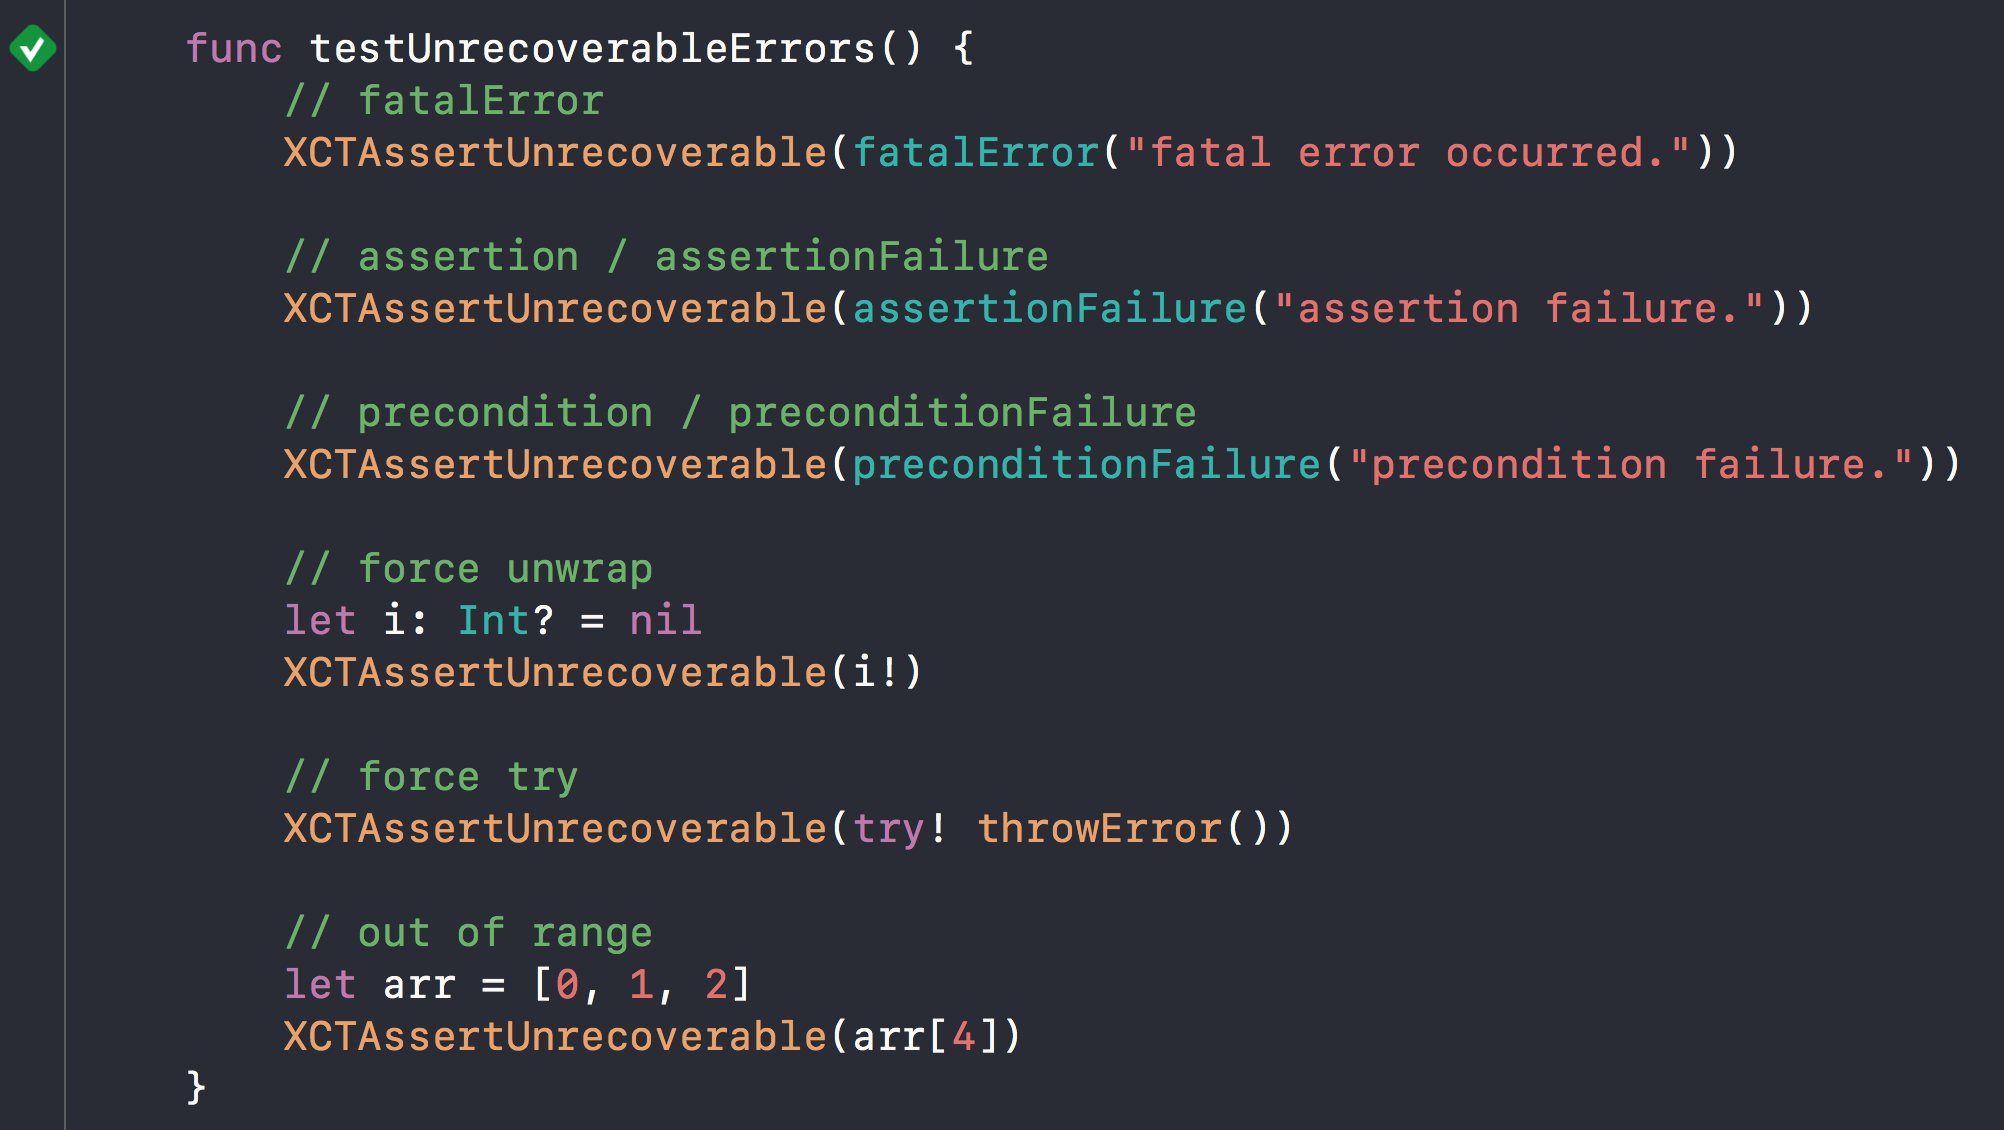 func testUnrecoverableErrors() {
    // fatalError
    XCTAssertUnrecoverable(fatalError("fatal error occurred."))

    // assertion / assertionFailure
    XCTAssertUnrecoverable(assertionFailure("assertion failure."))

    // precondition / preconditionFailure
    XCTAssertUnrecoverable(preconditionFailure("precondition failure."))

    // force unwrap
    let i: Int? = nil
    XCTAssertUnrecoverable(i!)

    // force try
    XCTAssertUnrecoverable(try! throwError())

    // out of range
    let arr = [0, 1, 2]
    XCTAssertUnrecoverable(arr[4])
}